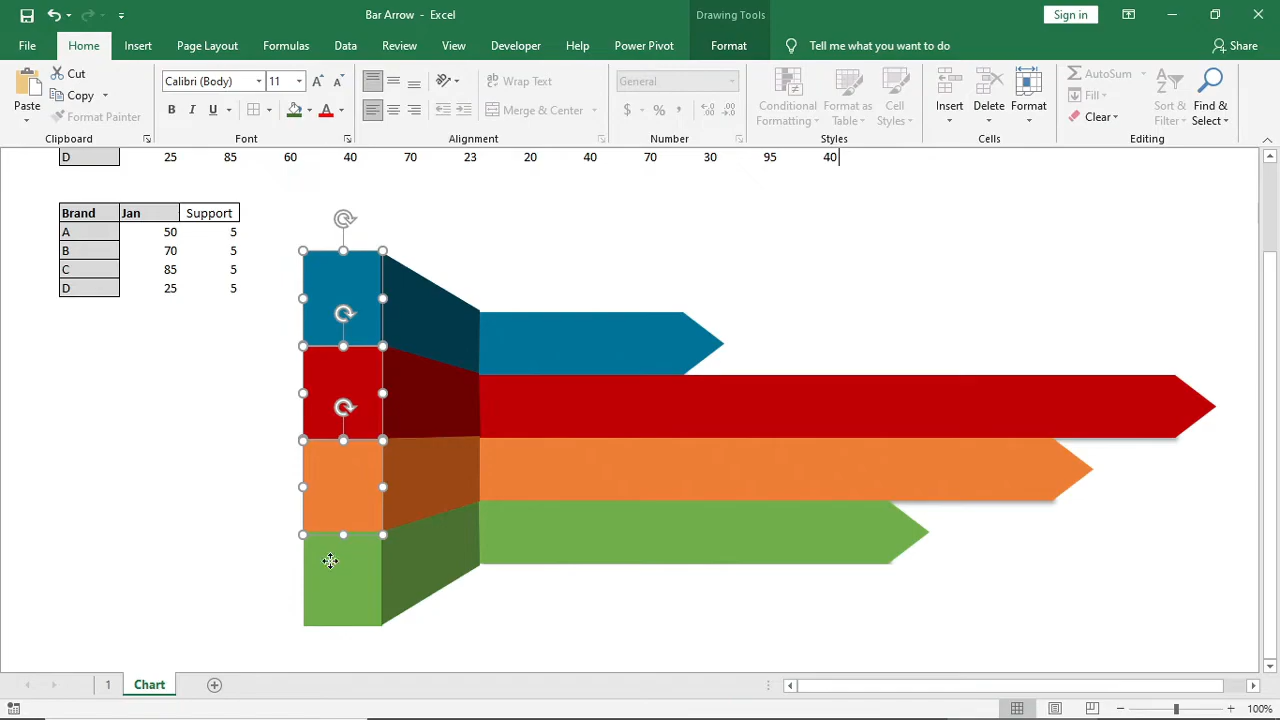 Bar Arrow - Excel
Drawing Tools
Sign in
File Home Insert Page Layout Formulas Data Review View Developer Help Power Pivot Format Tell me what you want to do Share
Paste
Cut
Copy
Format Painter
Clipboard
Calibri (Body) 11
B I U
Font
Wrap Text
Merge & Center
Alignment
General
$ % ,
Number
Conditional Formatting
Format as Table
Cell Styles
Styles
Insert
Delete
Format
Cells
AutoSum
Fill
Clear
Sort & Filter
Find & Select
Editing
D 25 85 60 40 70 23 20 40 70 30 95 40
Brand Jan Support
A 50 5
B 70 5
C 85 5
D 25 5
1 Chart
100%